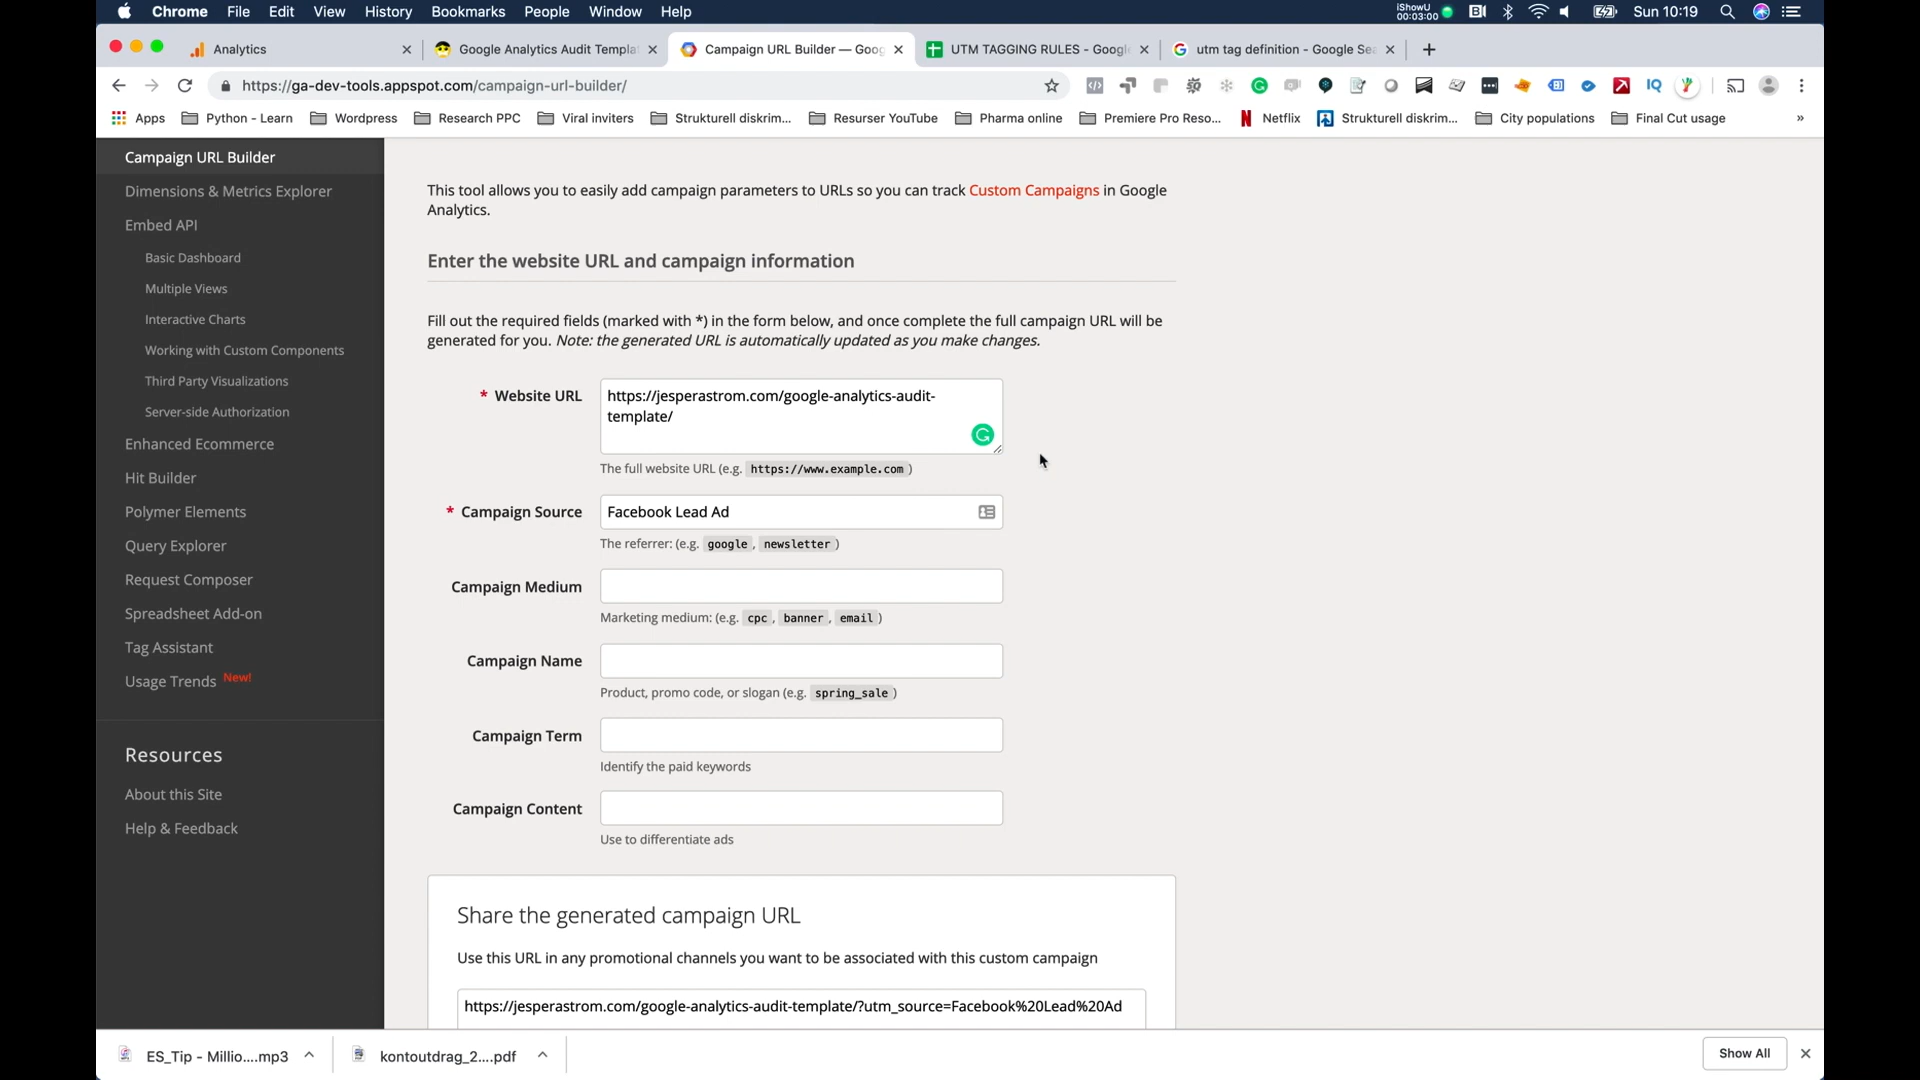 Chrome File Edit View History Bookmarks People Window Help
iShowU
00:03:00
Sun 10:19
Analytics
Google Analytics Audit Templa
Campaign URL Builder — Goog
UTM TAGGING RULES - Google
utm tag definition - Google Sea
https://ga-dev-tools.appspot.com/campaign-url-builder/
Apps
Python - Learn
Wordpress
Research PPC
Viral inviters
Strukturell diskrim...
Resurser YouTube
Pharma online
Premiere Pro Reso...
Netflix
Strukturell diskrim...
City populations
Final Cut usage
»
Campaign URL Builder
Dimensions & Metrics Explorer
Embed API
Basic Dashboard
Multiple Views
Interactive Charts
Working with Custom Components
Third Party Visualizations
Server-side Authorization
Enhanced Ecommerce
Hit Builder
Polymer Elements
Query Explorer
Request Composer
Spreadsheet Add-on
Tag Assistant
Usage Trends New!
Resources
About this Site
Help & Feedback
This tool allows you to easily add campaign parameters to URLs so you can track Custom Campaigns in Google
Analytics.
Enter the website URL and campaign information
Fill out the required fields (marked with *) in the form below, and once complete the full campaign URL will be
generated for you. Note: the generated URL is automatically updated as you make changes.
* Website URL
https://jesperastrom.com/google-analytics-audit-
template/
The full website URL (e.g. https://www.example.com )
* Campaign Source
Facebook Lead Ad
The referrer: (e.g. google , newsletter )
Campaign Medium
Marketing medium: (e.g. cpc , banner , email )
Campaign Name
Product, promo code, or slogan (e.g. spring_sale )
Campaign Term
Identify the paid keywords
Campaign Content
Use to differentiate ads
Share the generated campaign URL
Use this URL in any promotional channels you want to be associated with this custom campaign
https://jesperastrom.com/google-analytics-audit-template/?utm_source=Facebook%20Lead%20Ad
ES_Tip - Millio....mp3
kontoutdrag_2....pdf
Show All